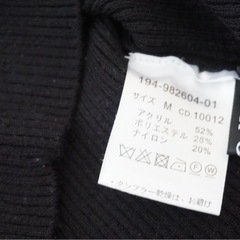 194-982604-01
サイズ M CD.10012
アクリル 52%
ポリエステル 28%
ナイロン 20%
・タンブラー乾燥は、お避け